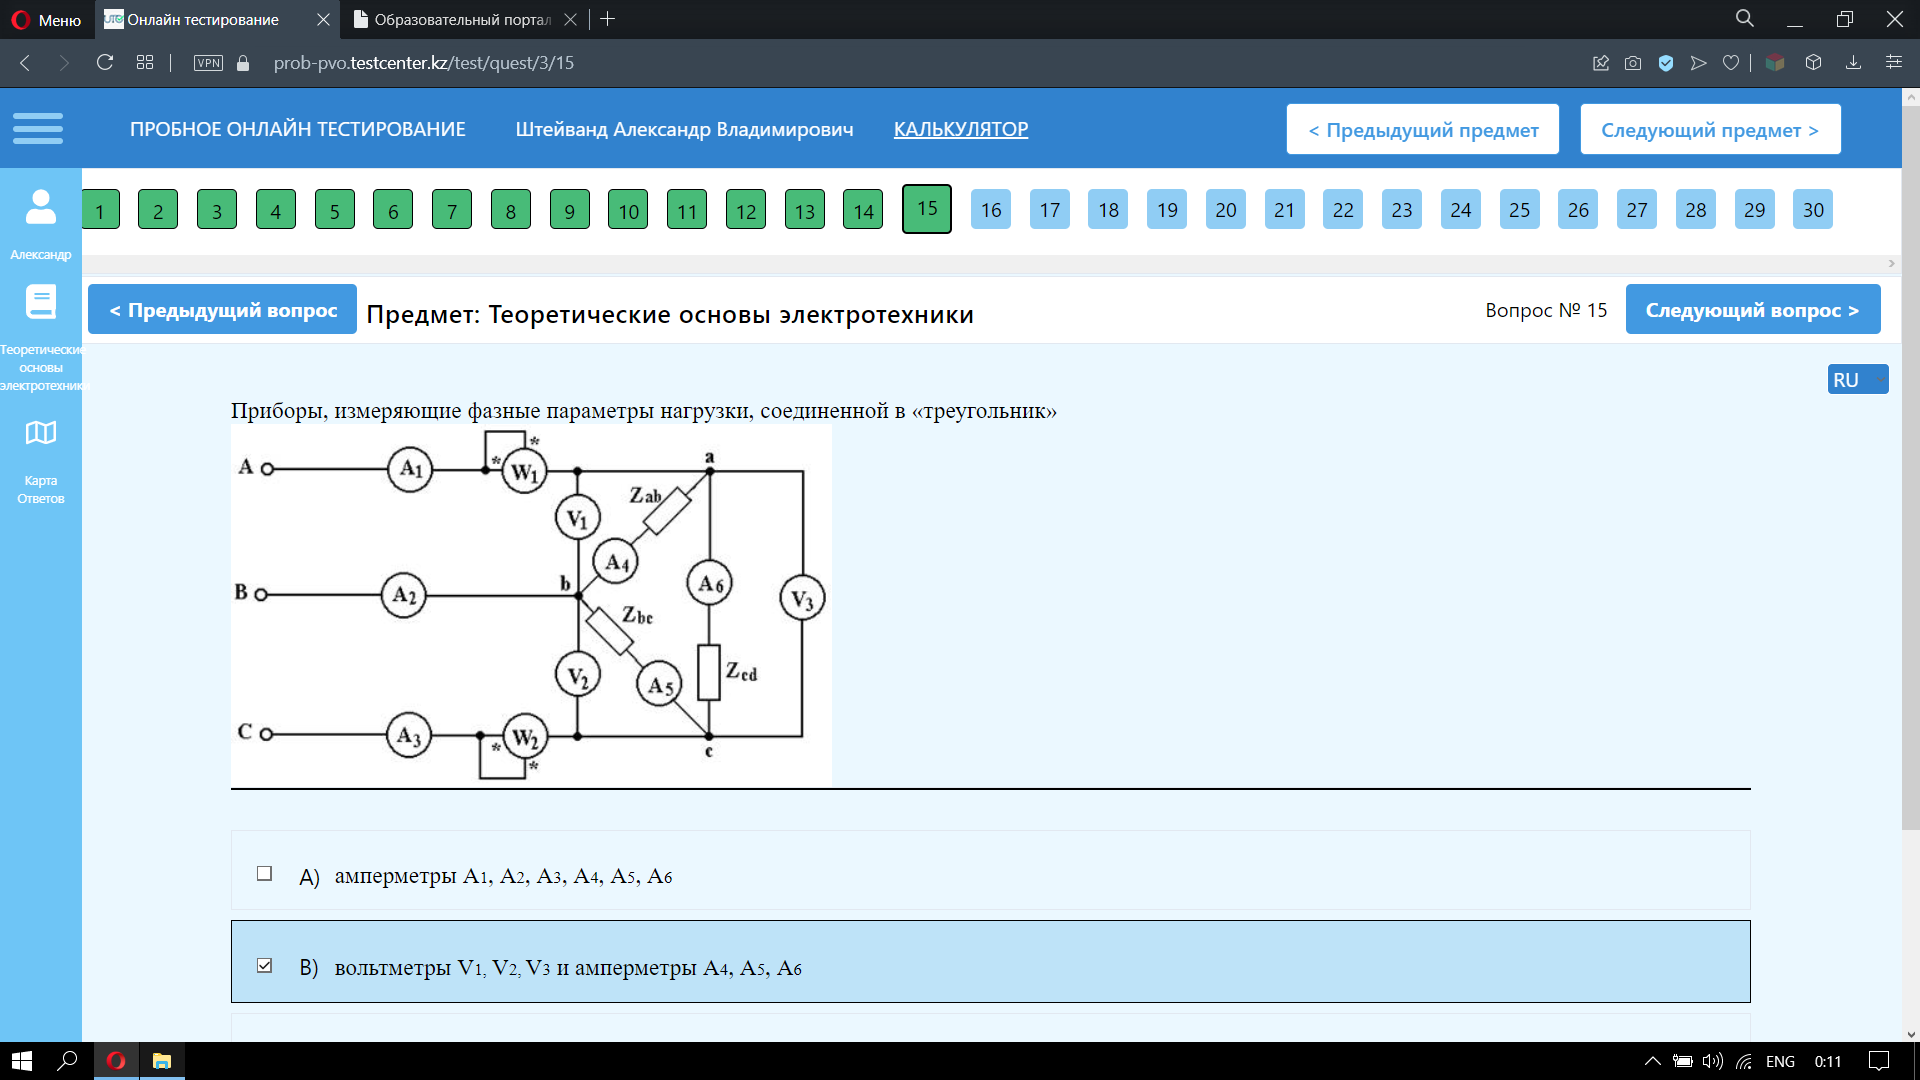 Меню
Онлайн тестирование
Образовательный портал
VPN
prob-pvo.testcenter.kz/test/quest/3/15
ПРОБНОЕ ОНЛАЙН ТЕСТИРОВАНИЕ
Штейванд Александр Владимирович
КАЛЬКУЛЯТОР
< Предыдущий предмет
Следующий предмет >
1 2 3 4 5 6 7 8 9 10 11 12 13 14 15 16 17 18 19 20 21 22 23 24 25 26 27 28 29 30
Александр
Теоретические
основы
электротехники
Карта
Ответов
< Предыдущий вопрос
Предмет: Теоретические основы электротехники
Вопрос № 15
Следующий вопрос >
RU
Приборы, измеряющие фазные параметры нагрузки, соединенной в «треугольник»
A A1 * * W1 a
Zab
V1
A4
B A2 b A6 V3
Zbc
V2 A5 Zcd
C A3 * W2 * c
A) амперметры A1, A2, A3, A4, A5, A6
B) вольтметры V1, V2, V3 и амперметры A4, A5, A6
ENG
0:11